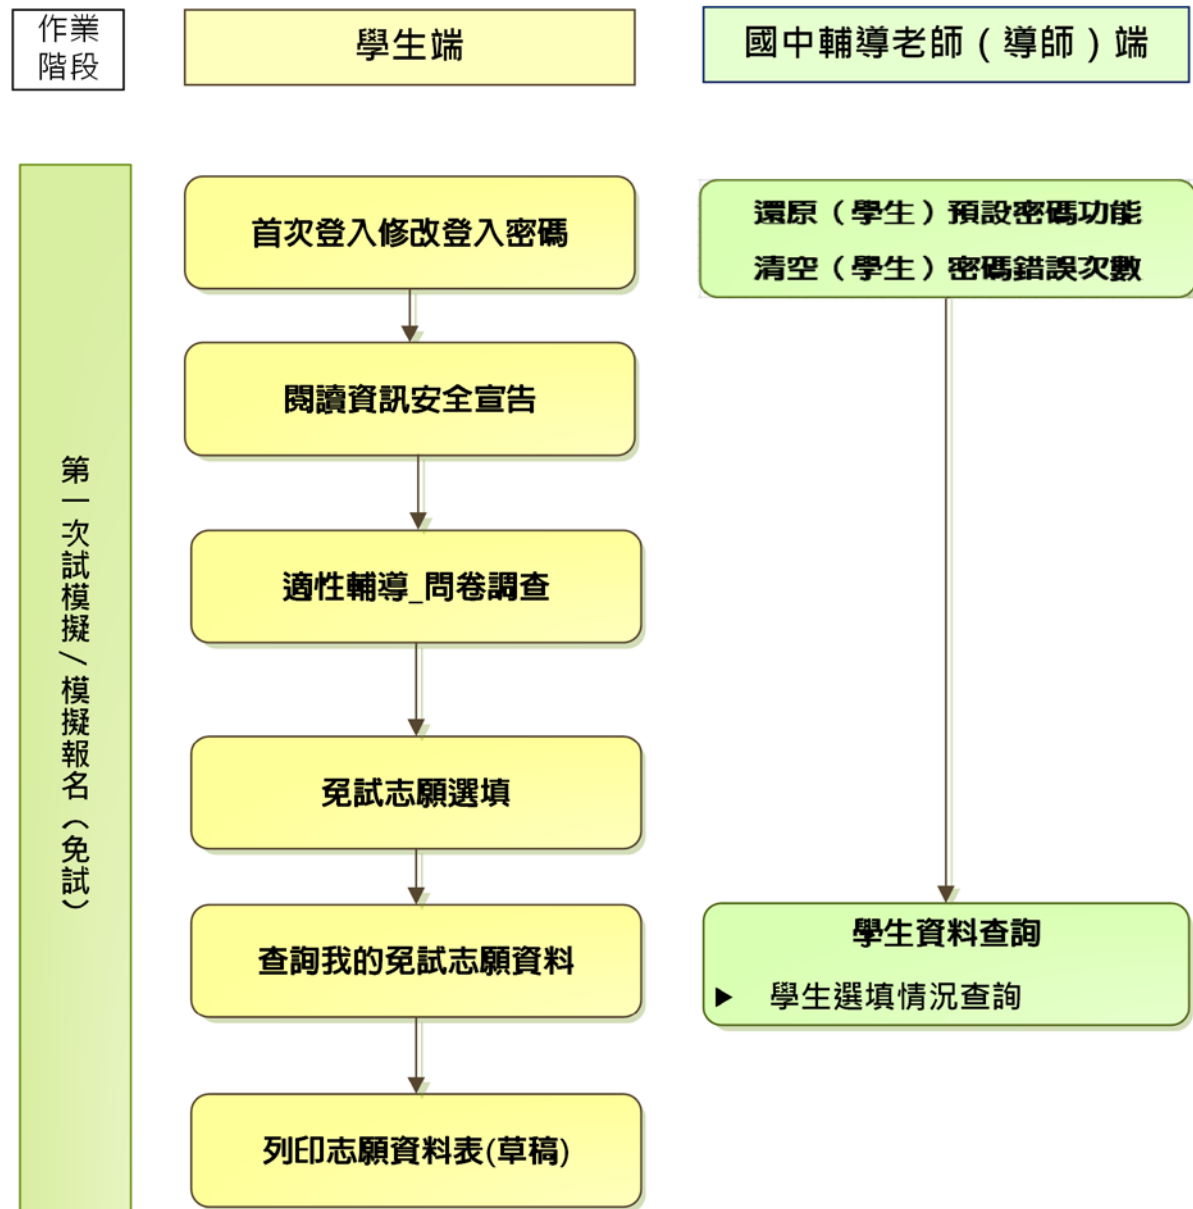 作業
階段
學生端
國中輔導老師（導師）端
第一次試模擬／模擬報名（免試）
首次登入修改登入密碼
還原（學生）預設密碼功能
清空（學生）密碼錯誤次數
閱讀資訊安全宣告
適性輔導_問卷調查
免試志願選填
查詢我的免試志願資料
學生資料查詢
▶ 學生選填情況查詢
列印志願資料表(草稿)